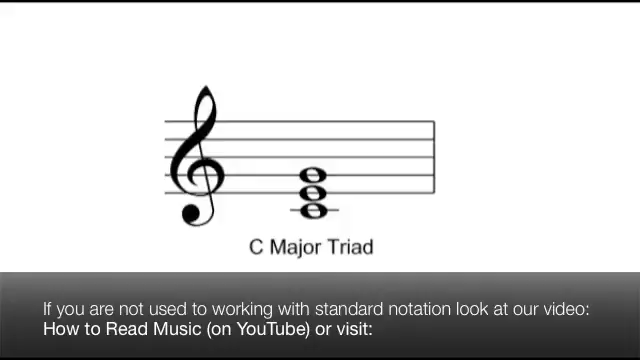 C Major Triad
If you are not used to working with standard notation look at our video:
How to Read Music (on YouTube) or visit: